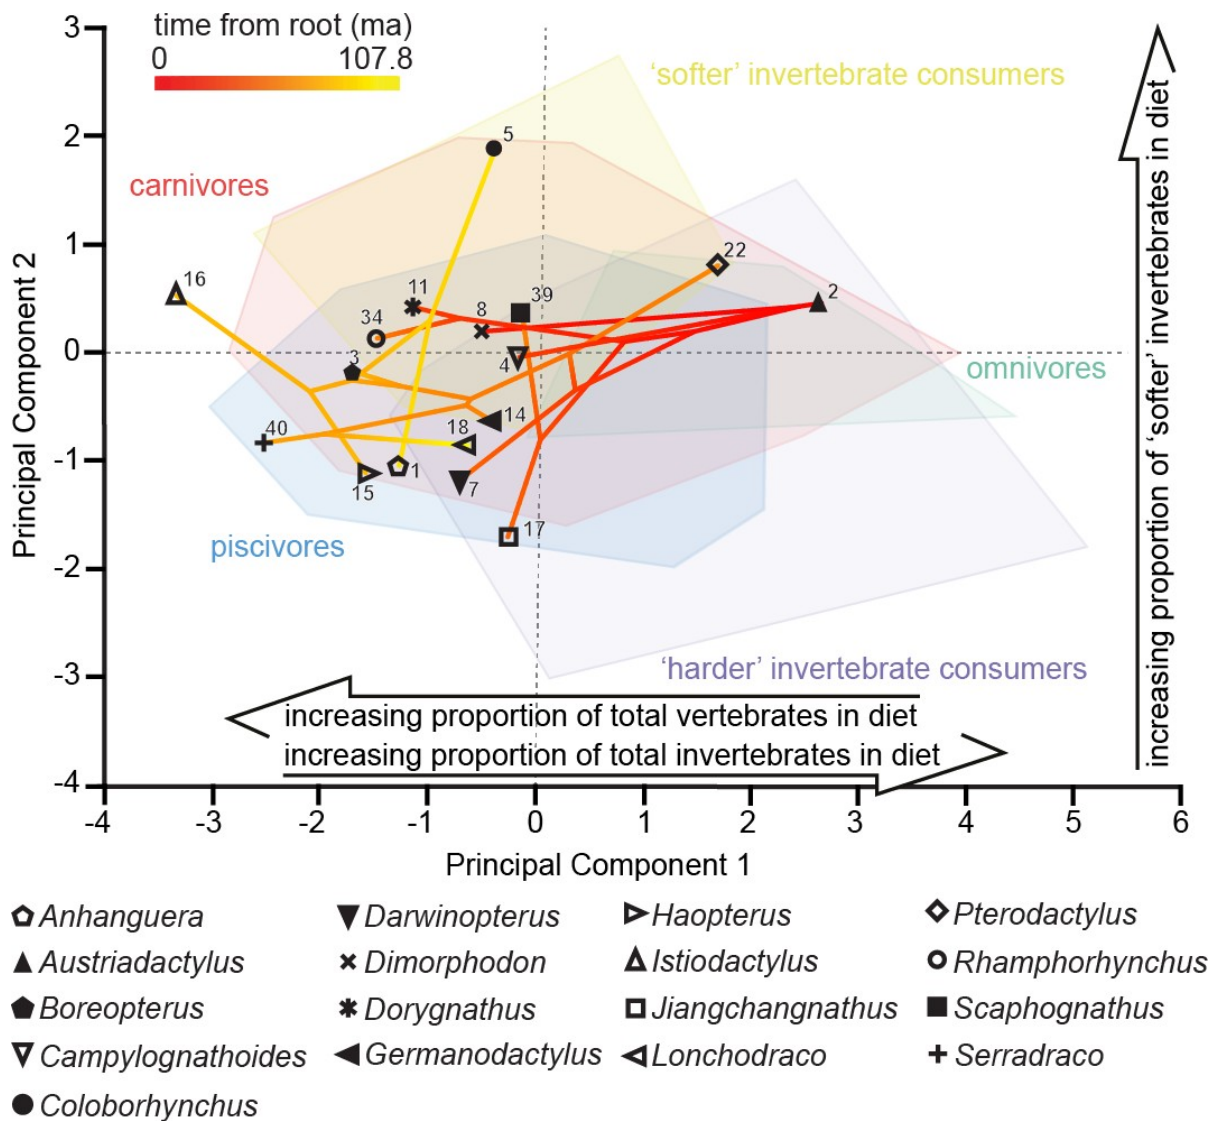 time from root (ma)
0 107.8
3
2
1
0
-1
-2
-3
-4
Principal Component 2
'softer' invertebrate consumers
carnivores
omnivores
piscivores
'harder' invertebrate consumers
5
16
11
34
8
39
22
2
3
4
14
40
18
15
1
7
17
increasing proportion of total vertebrates in diet
increasing proportion of total invertebrates in diet
increasing proportion of 'softer' invertebrates in diet
-4 -3 -2 -1 0 1 2 3 4 5 6
Principal Component 1
Anhanguera Darwinopterus Haopterus Pterodactylus
Austriadactylus Dimorphodon Istiodactylus Rhamphorhynchus
Boreopterus Dorygnathus Jiangchangnathus Scaphognathus
Campylognathoides Germanodactylus Lonchodraco Serradraco
Coloborhynchus